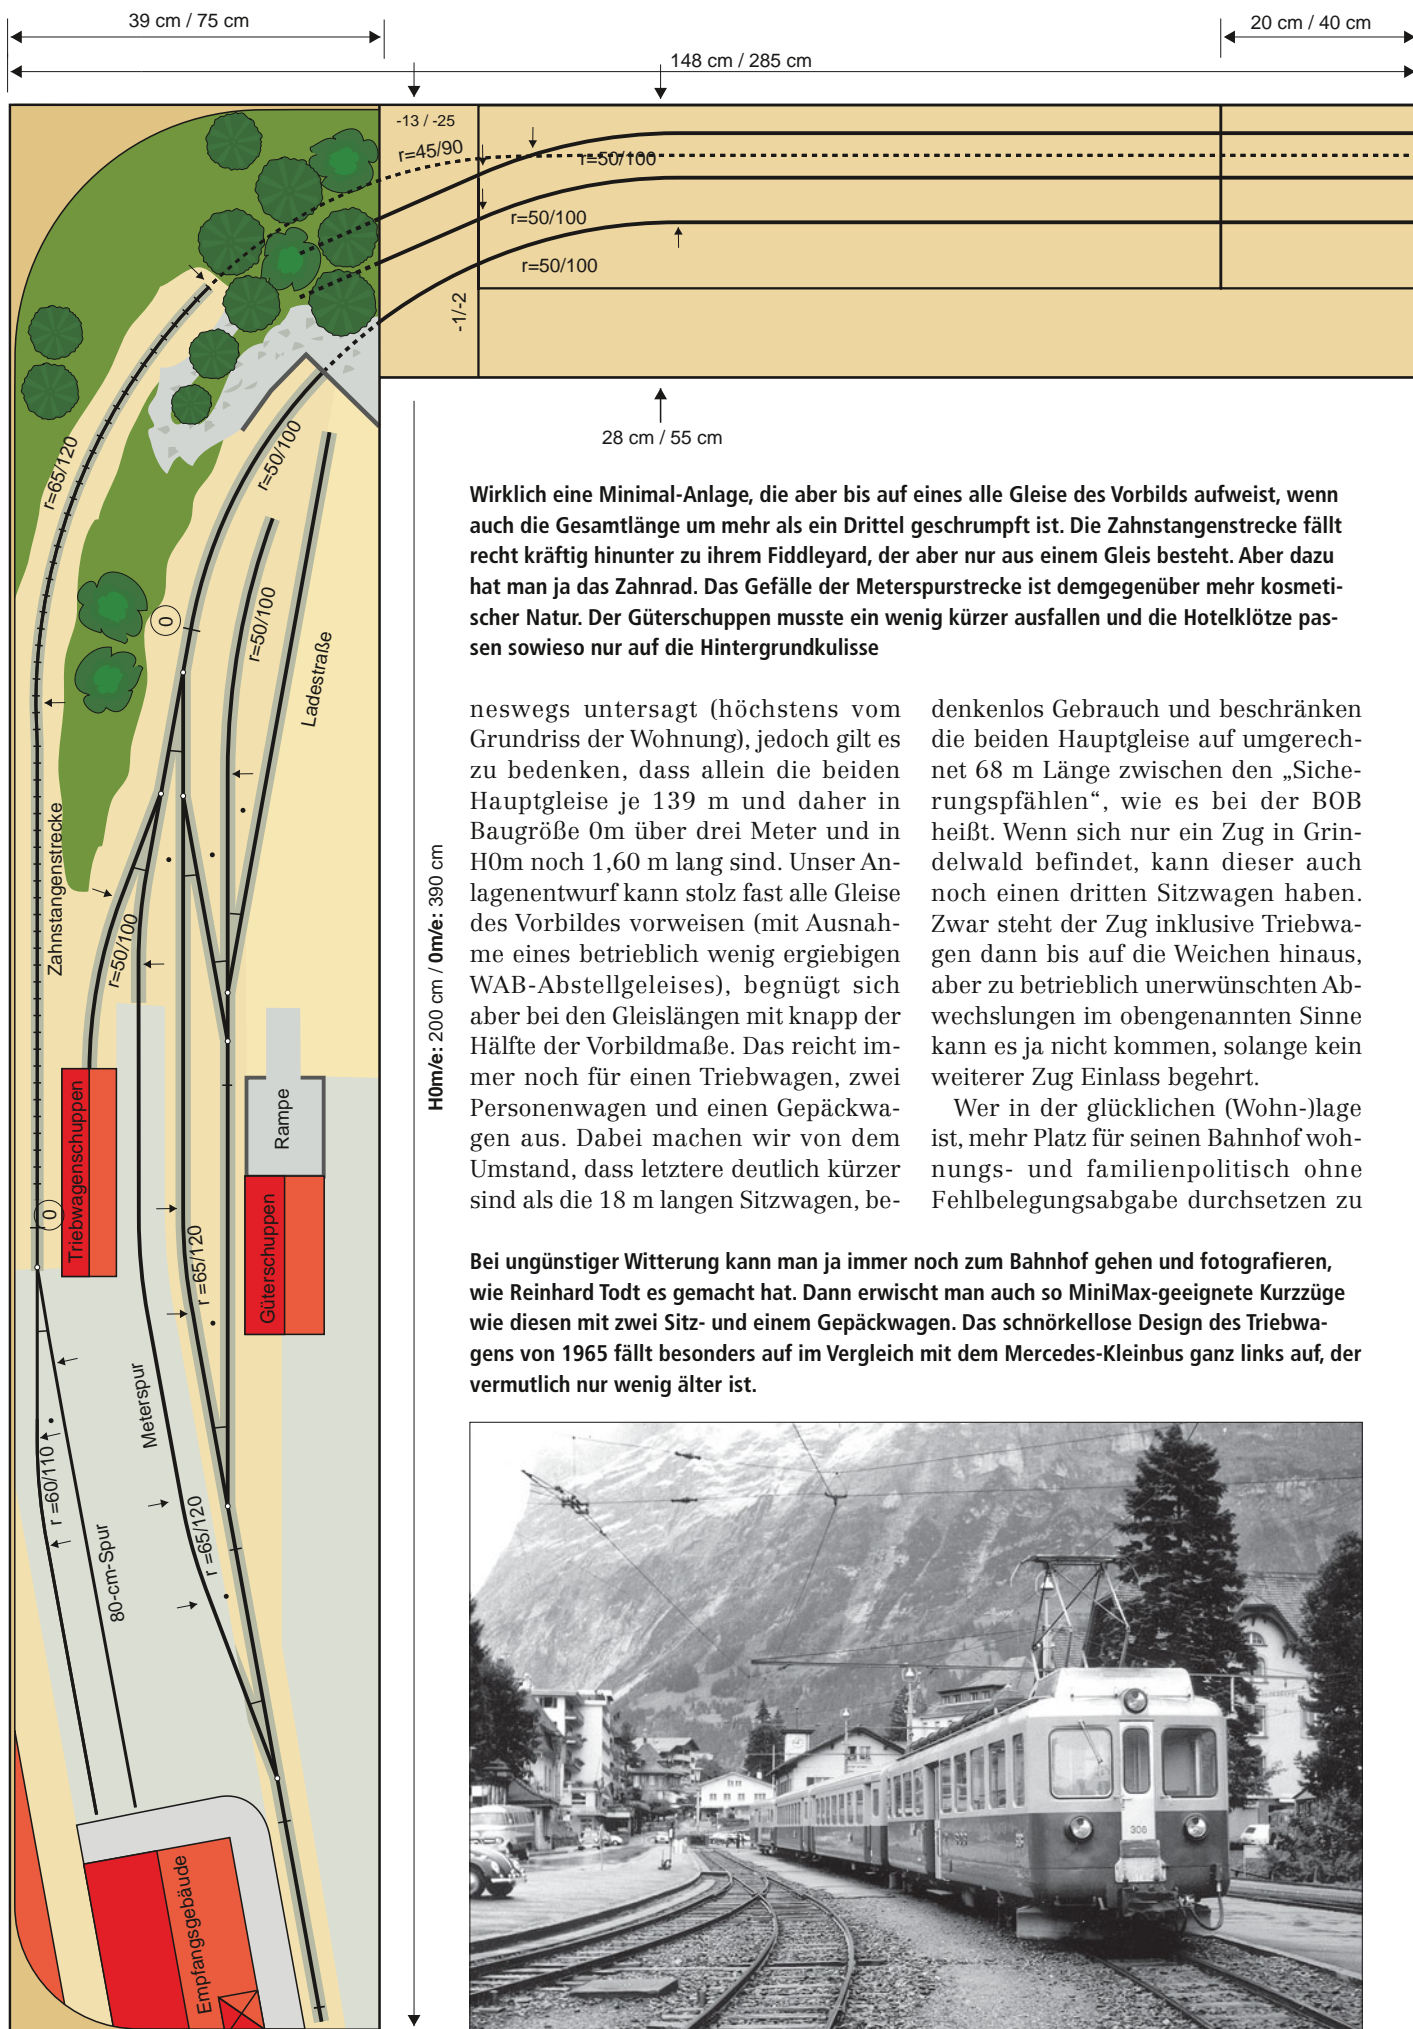 39 cm / 75 cm
20 cm / 40 cm
148 cm / 285 cm
-13 / -25
r=45/90
r=50/100
r=50/100
r=50/100
-1/-2
28 cm / 55 cm
r=65/120
r=50/100
r=50/100
0
Ladestraße
Zahnstangenstrecke
r=50/100
H0m/e: 200 cm / 0m/e: 390 cm
Triebwagenschuppen
Rampe
0
Güterschuppen
r =65/120
Meterspur
r =60/110
r =65/120
80-cm-Spur
Empfangsgebäude
Wirklich eine Minimal-Anlage, die aber bis auf eines alle Gleise des Vorbilds aufweist, wenn
auch die Gesamtlänge um mehr als ein Drittel geschrumpft ist. Die Zahnstangenstrecke fällt
recht kräftig hinunter zu ihrem Fiddleyard, der aber nur aus einem Gleis besteht. Aber dazu
hat man ja das Zahnrad. Das Gefälle der Meterspurstrecke ist demgegenüber mehr kosmeti-
scher Natur. Der Güterschuppen musste ein wenig kürzer ausfallen und die Hotelklötze pas-
sen sowieso nur auf die Hintergrundkulisse
neswegs untersagt (höchstens vom
Grundriss der Wohnung), jedoch gilt es
zu bedenken, dass allein die beiden
Hauptgleise je 139 m und daher in
Baugröße 0m über drei Meter und in
H0m noch 1,60 m lang sind. Unser An-
lagenentwurf kann stolz fast alle Gleise
des Vorbildes vorweisen (mit Ausnah-
me eines betrieblich wenig ergiebigen
WAB-Abstellgeleises), begnügt sich
aber bei den Gleislängen mit knapp der
Hälfte der Vorbildmaße. Das reicht im-
mer noch für einen Triebwagen, zwei
Personenwagen und einen Gepäckwa-
gen aus. Dabei machen wir von dem
Umstand, dass letztere deutlich kürzer
sind als die 18 m langen Sitzwagen, be-
denkenlos Gebrauch und beschränken
die beiden Hauptgleise auf umgerech-
net 68 m Länge zwischen den „Siche-
rungspfählen“, wie es bei der BOB
heißt. Wenn sich nur ein Zug in Grin-
delwald befindet, kann dieser auch
noch einen dritten Sitzwagen haben.
Zwar steht der Zug inklusive Triebwa-
gen dann bis auf die Weichen hinaus,
aber zu betrieblich unerwünschten Ab-
wechslungen im obengenannten Sinne
kann es ja nicht kommen, solange kein
weiterer Zug Einlass begehrt.
Wer in der glücklichen (Wohn-)lage
ist, mehr Platz für seinen Bahnhof woh-
nungs- und familienpolitisch ohne
Fehlbelegungsabgabe durchsetzen zu
Bei ungünstiger Witterung kann man ja immer noch zum Bahnhof gehen und fotografieren,
wie Reinhard Todt es gemacht hat. Dann erwischt man auch so MiniMax-geeignete Kurzzüge
wie diesen mit zwei Sitz- und einem Gepäckwagen. Das schnörkellose Design des Triebwa-
gens von 1965 fällt besonders auf im Vergleich mit dem Mercedes-Kleinbus ganz links auf, der
vermutlich nur wenig älter ist.
308